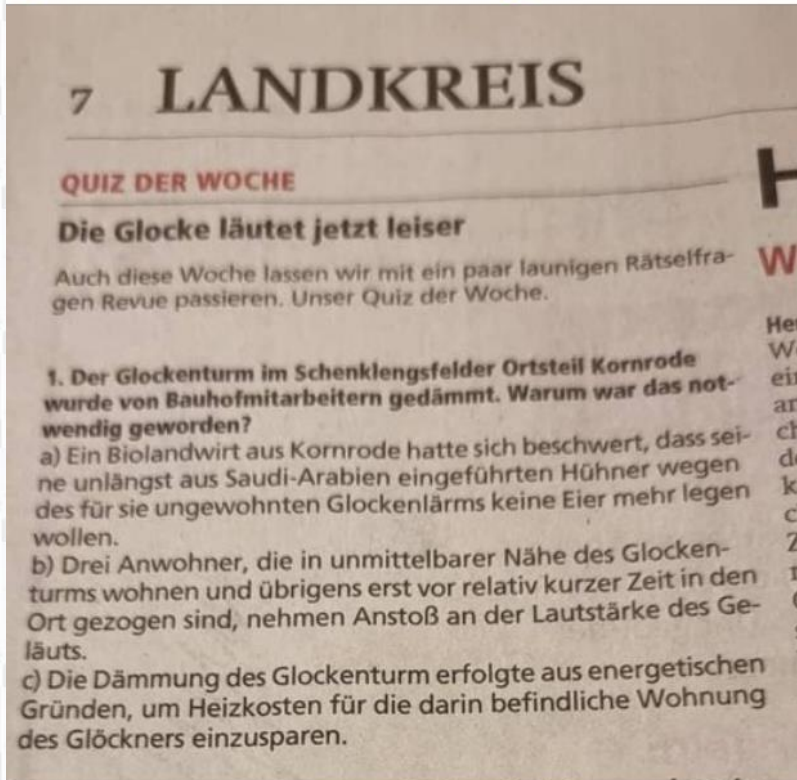 7 LANDKREIS
QUIZ DER WOCHE
Die Glocke läutet jetzt leiser
Auch diese Woche lassen wir mit ein paar launigen Rätselfra-
gen Revue passieren. Unser Quiz der Woche.
1. Der Glockenturm im Schenklengsfelder Ortsteil Kornrode
wurde von Bauhofmitarbeitern gedämmt. Warum war das not-
wendig geworden?
a) Ein Biolandwirt aus Kornrode hatte sich beschwert, dass sei-
ne unlängst aus Saudi-Arabien eingeführten Hühner wegen
des für sie ungewohnten Glockenlärms keine Eier mehr legen
wollen.
b) Drei Anwohner, die in unmittelbarer Nähe des Glocken-
turms wohnen und übrigens erst vor relativ kurzer Zeit in den
Ort gezogen sind, nehmen Anstoß an der Lautstärke des Ge-
läuts.
c) Die Dämmung des Glockenturm erfolgte aus energetischen
Gründen, um Heizkosten für die darin befindliche Wohnung
des Glöckners einzusparen.